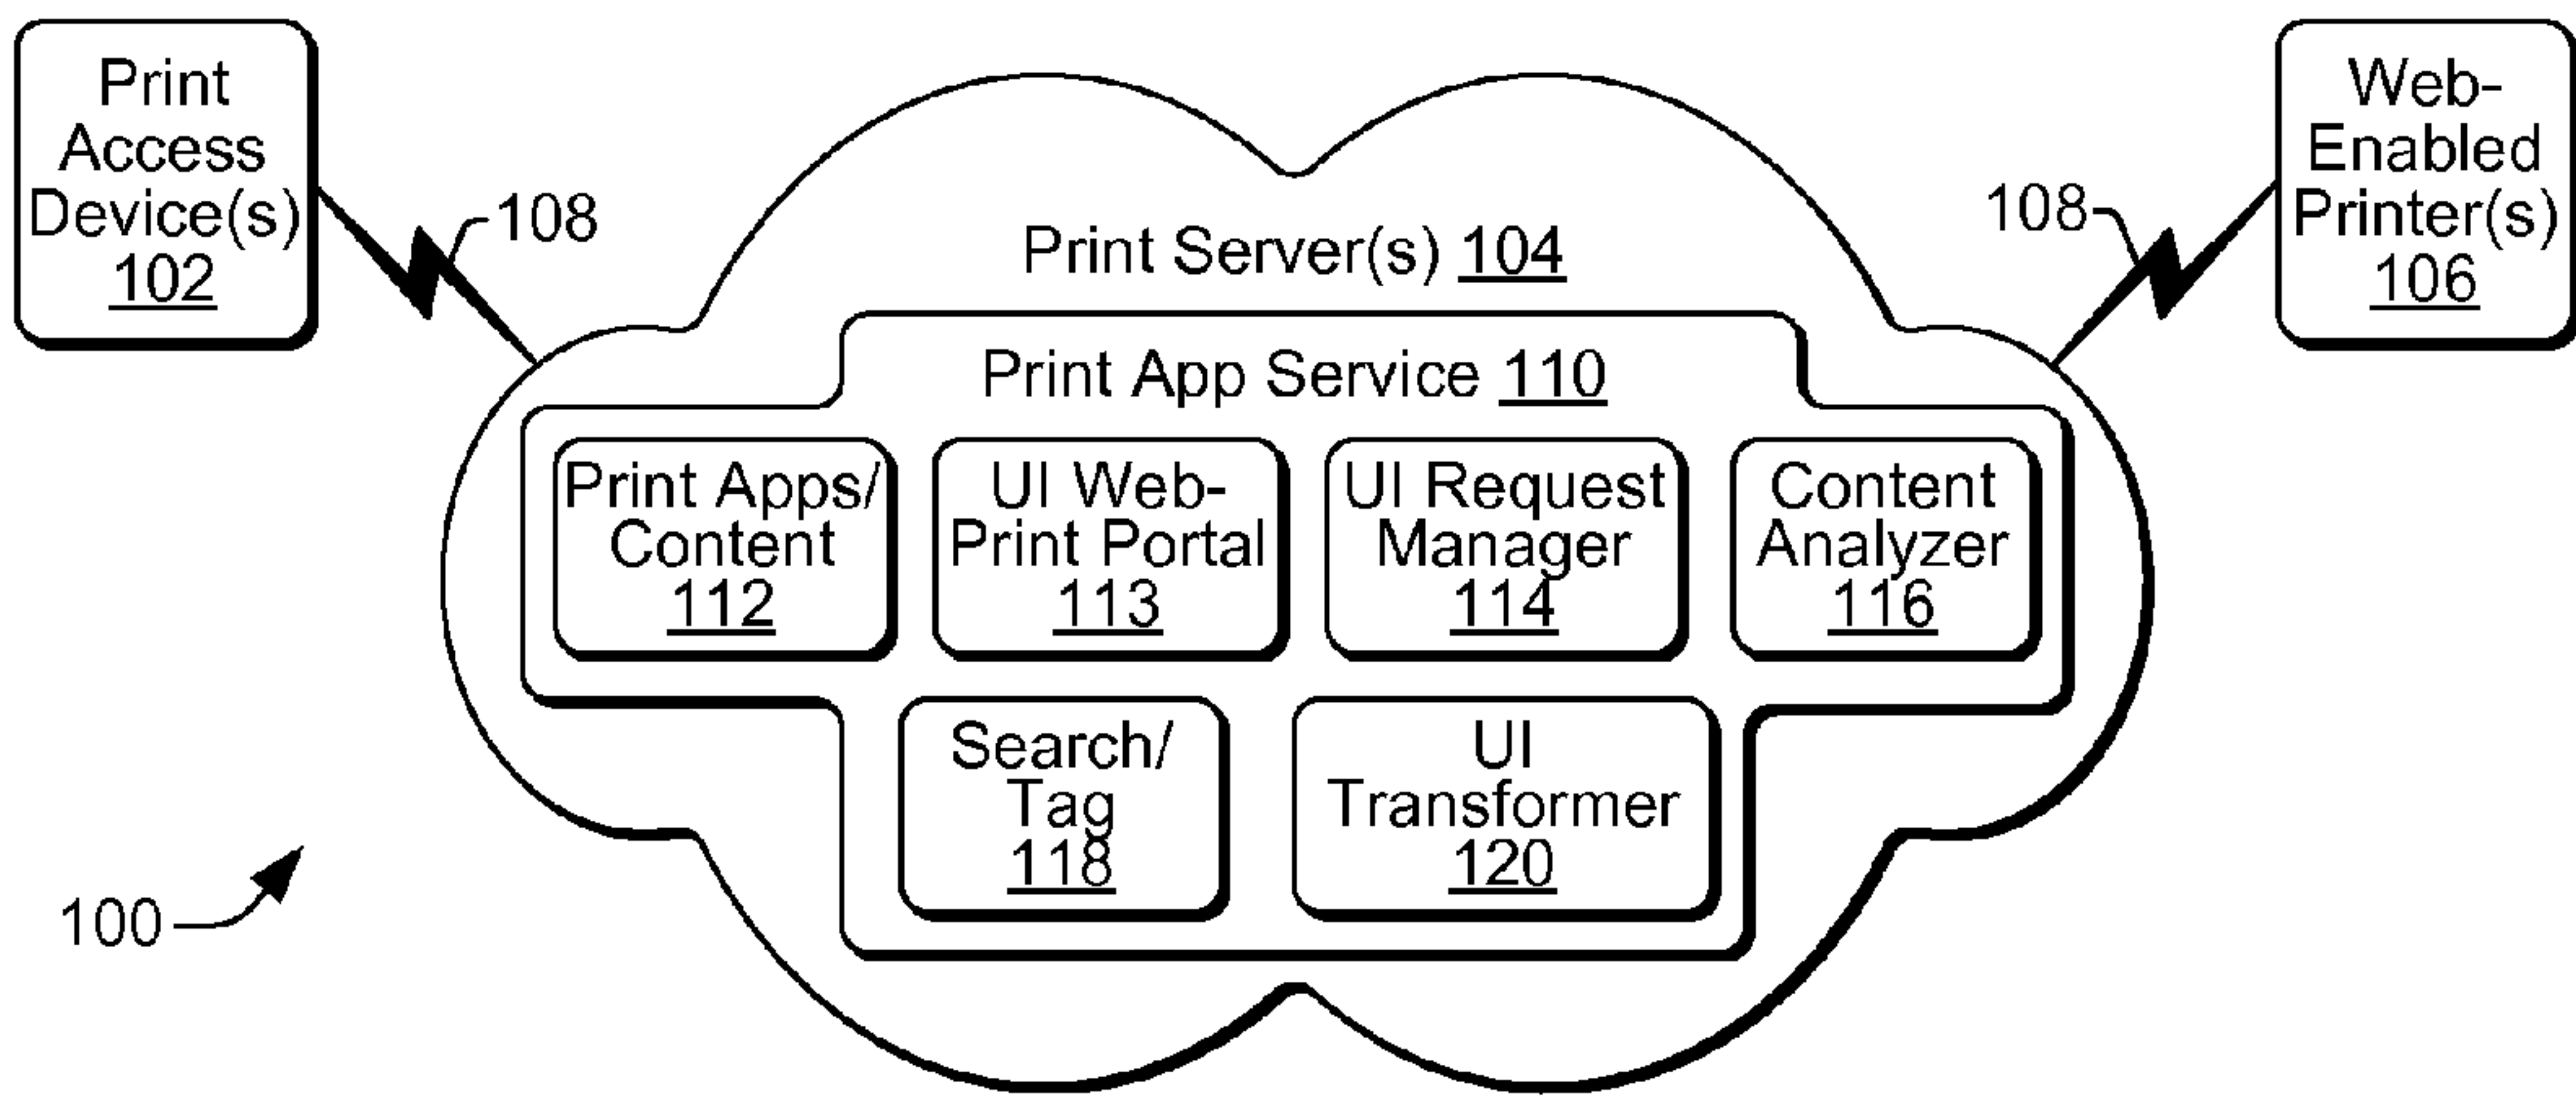 Print
Access
Device(s)
102
108
Print Server(s) 104
108
Web-
Enabled
Printer(s)
106
Print App Service 110
Print Apps/
Content
112
UI Web-
Print Portal
113
UI Request
Manager
114
Content
Analyzer
116
Search/
Tag
118
UI
Transformer
120
100